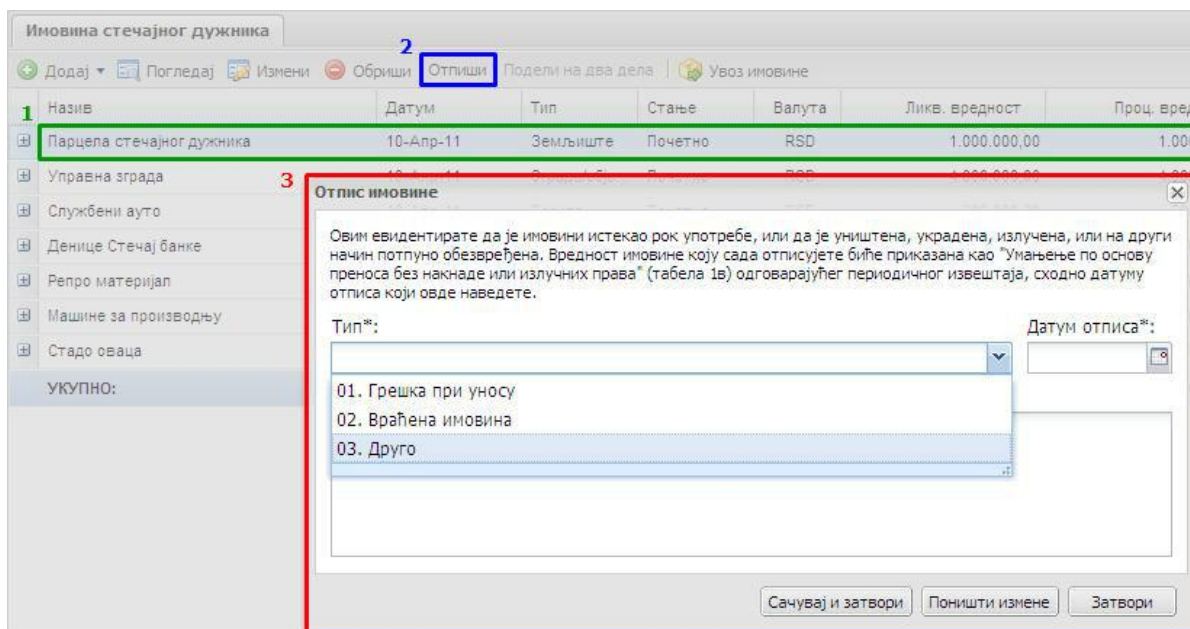 Имовина стечајног дужника
2
Додај Погледај Измени Обриши Отпиши Подели на два дела Увоз имовине
1 Назив Датум Тип Стање Валута Ликв. вредност Проц. вред
Парцела стечајног дужника 10-Апр-11 Земљиште Почетно RSD 1.000.000,00 1.00
Управна зграда
3
Отпис имовине
Службени ауто
Овим евидентирате да је имовини истекао рок употребе, или да је уништена, украдена, излучена, или на други
Денице Стечај банке
начин потпуно обезвређена. Вредност имовине коју сада отписујете биће приказана као "Умањење по основу
преноса без накнаде или излучних права" (табела 1в) одговарајућег периодичног извештаја, сходно датуму
Репро материјал
отписа који овде наведете.
Машине за производњу
Тип*: Датум отписа*:
Стадо оваца
УКУПНО:
01. Грешка при уносу
02. Враћена имовина
03. Друго
Сачувај и затвори Поништи измене Затвори